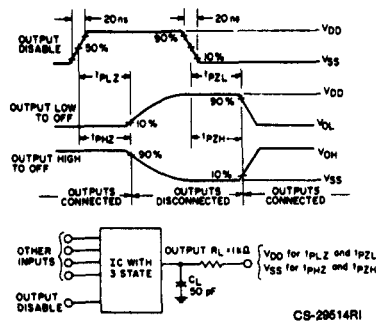 20ns 20ns
OUTPUT DISABLE 50% 90% 10% VDD VSS
tPLZ tPZL
OUTPUT LOW TO OFF 10% 90% VDD VOL
tPHZ tPZH
OUTPUT HIGH TO OFF 90% 10% VOH VSS
OUTPUTS CONNECTED OUTPUTS DISCONNECTED OUTPUTS CONNECTED
OTHER INPUTS
IC WITH 3 STATE
OUTPUT RL = 1kΩ
VDD FOR tPLZ AND tPZL
VSS FOR tPHZ AND tPZH
CL 50 pF
OUTPUT DISABLE
CS-29514RI